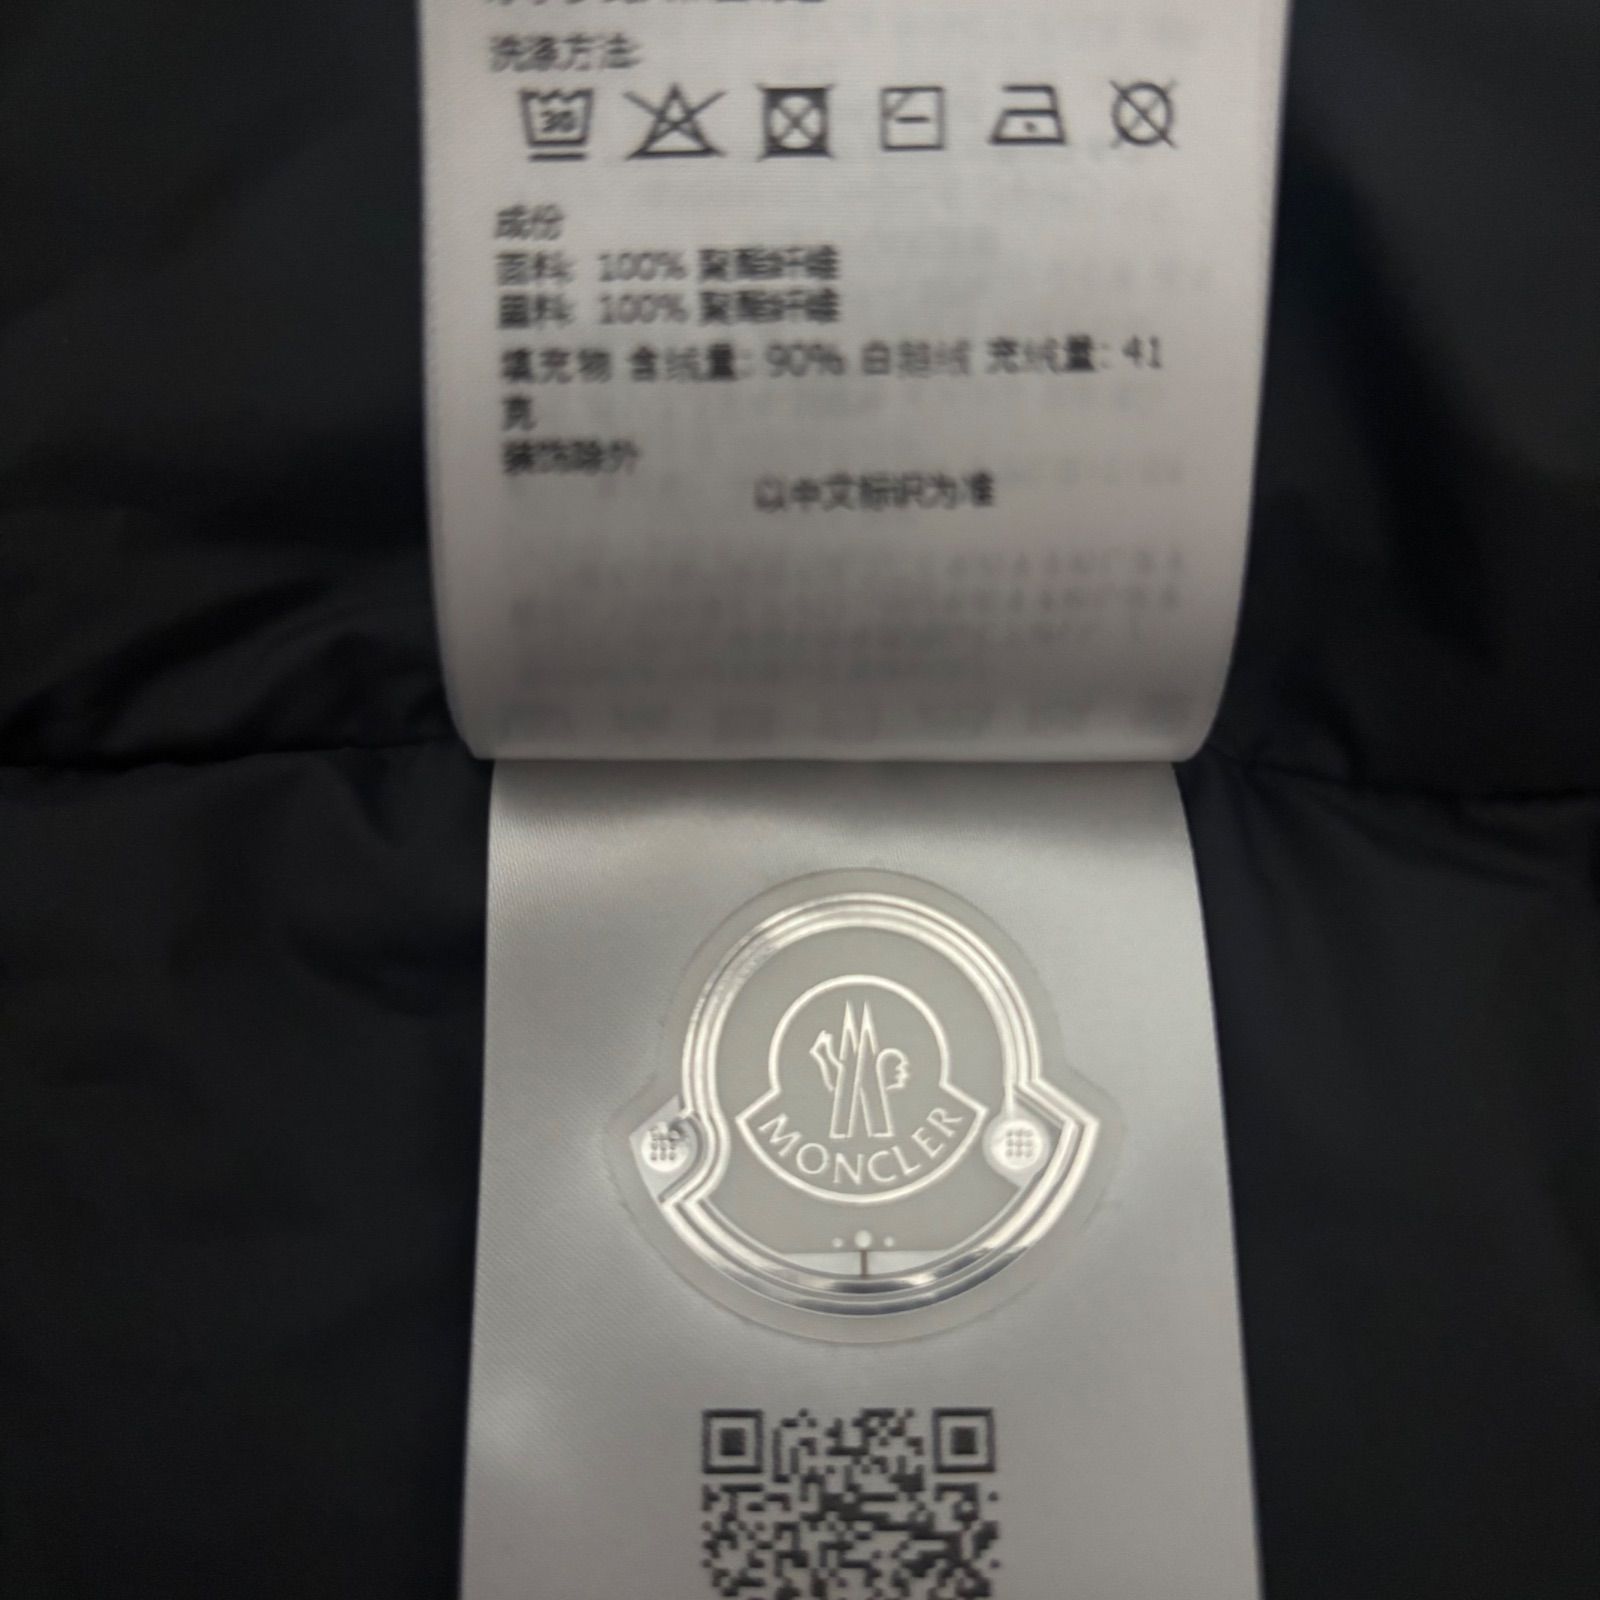 洗涤方法:
30
成份
面料: 100% 聚酯纤维
里料: 100% 聚酯纤维
填充物 含绒量: 90% 白鹅绒 充绒量: 41
克
装饰除外
以中文标识为准
MONCLER